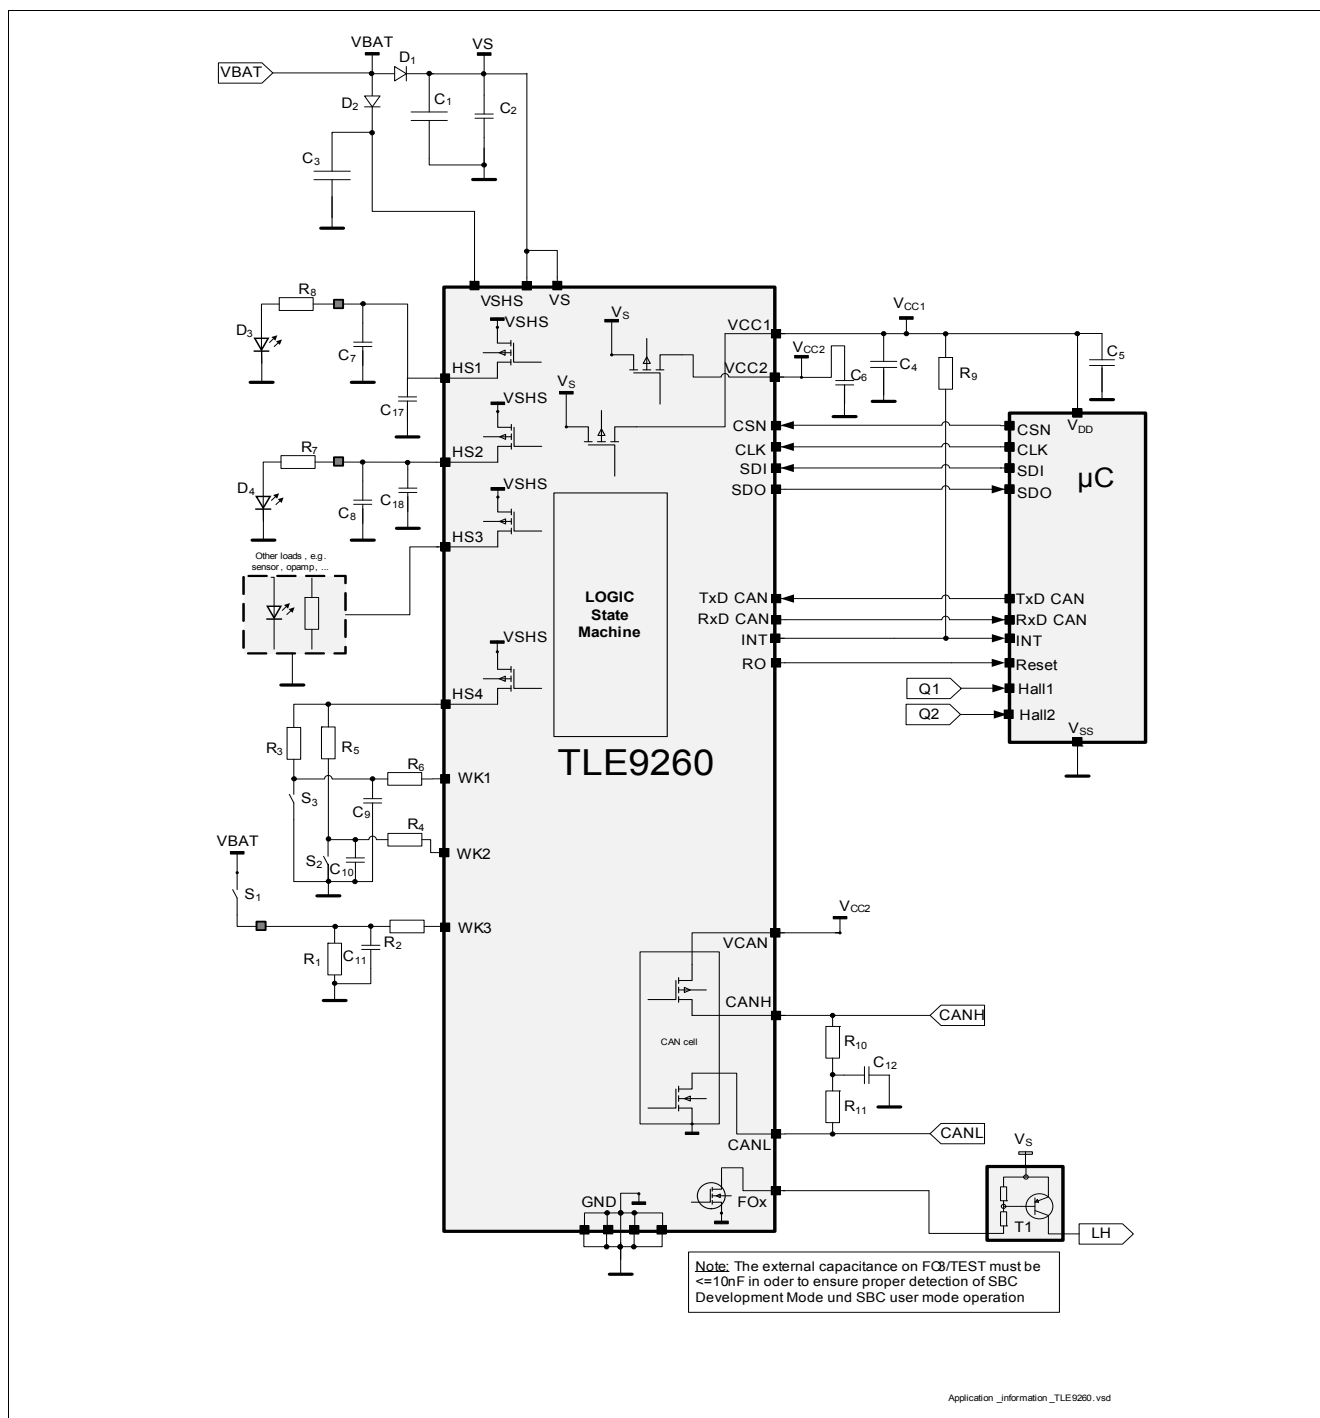 VBAT
VS
VBAT
D1
D2
C1
C2
C3
R8
D3
C7
C17
R7
D4
C8
C18
Other loads , e.g.
sensor , opamp, ...
VSHS
VS
VSHS
HS1
VSHS
HS2
VSHS
HS3
VSHS
HS4
VS
VS
VCC1
VCC2
VCC2
C6
C4
VCC1
R9
C5
CSN
CLK
SDI
SDO
CSN
CLK
SDI
SDO
VDD
µC
LOGIC
State
Machine
TLE9260
TxD CAN
RxD CAN
INT
RO
TxD CAN
RxD CAN
INT
Reset
Hall1
Hall2
VSS
Q1
Q2
R3
R5
R6
WK1
S3
C9
R4
WK2
S2
C10
VBAT
S1
R1
C11
R2
WK3
VCC2
VCAN
CANH
CANH
CAN cell
R10
C12
R11
CANL
CANL
VS
FOx
T1
LH
GND
Note: The external capacitance on FO3/TEST must be
<=10nF in oder to ensure proper detection of SBC
Development Mode und SBC user mode operation
Application _information _TLE9260.vsd